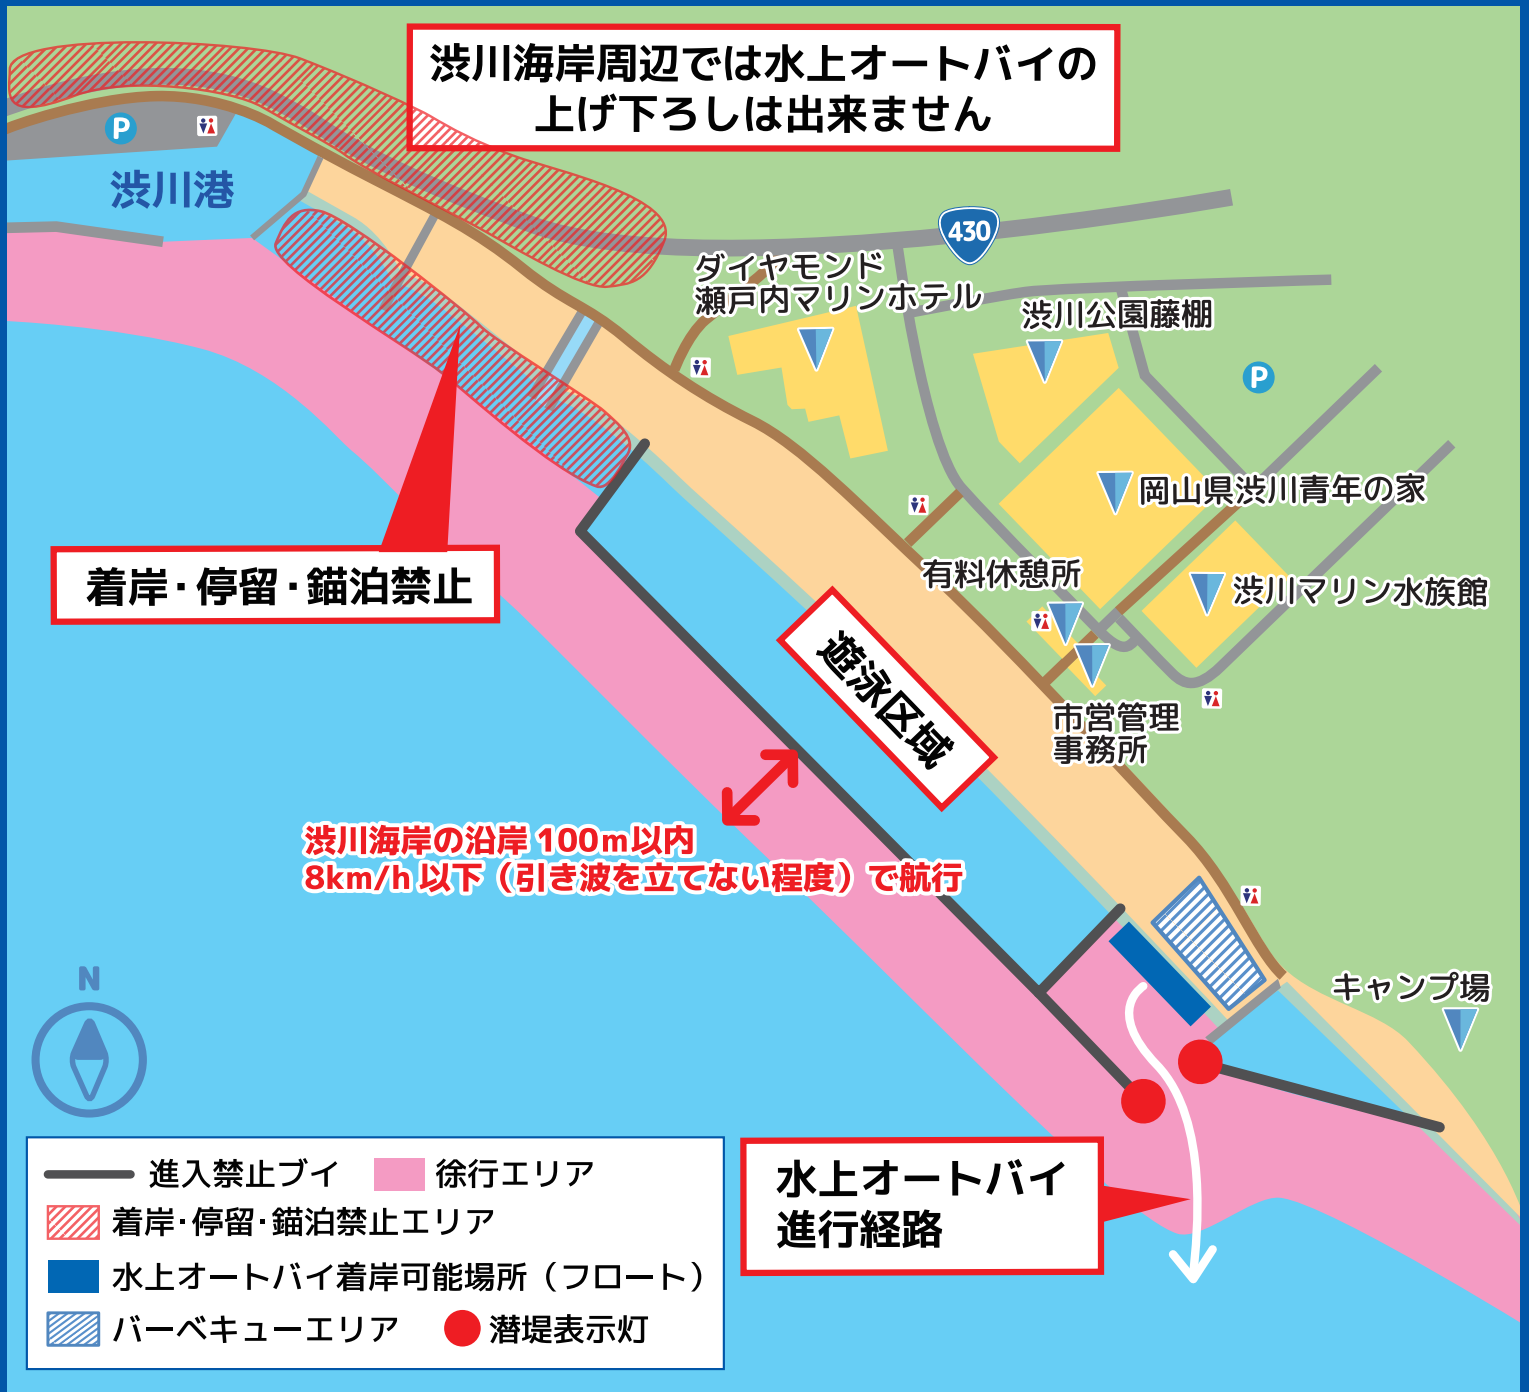 渋川海岸周辺では水上オートバイの
上げ下ろしは出来ません
P
渋川港
430
ダイヤモンド
瀬戸内マリンホテル
渋川公園藤棚
P
岡山県渋川青年の家
有料休憩所
渋川マリン水族館
着岸・停留・錨泊禁止
遊泳区域
市営管理
事務所
渋川海岸の沿岸100m以内
8km/h以下（引き波を立てない程度）で航行
キャンプ場
N
水上オートバイ
進行経路
進入禁止ブイ
徐行エリア
着岸・停留・錨泊禁止エリア
水上オートバイ着岸可能場所（フロート）
バーベキューエリア
潜堤表示灯